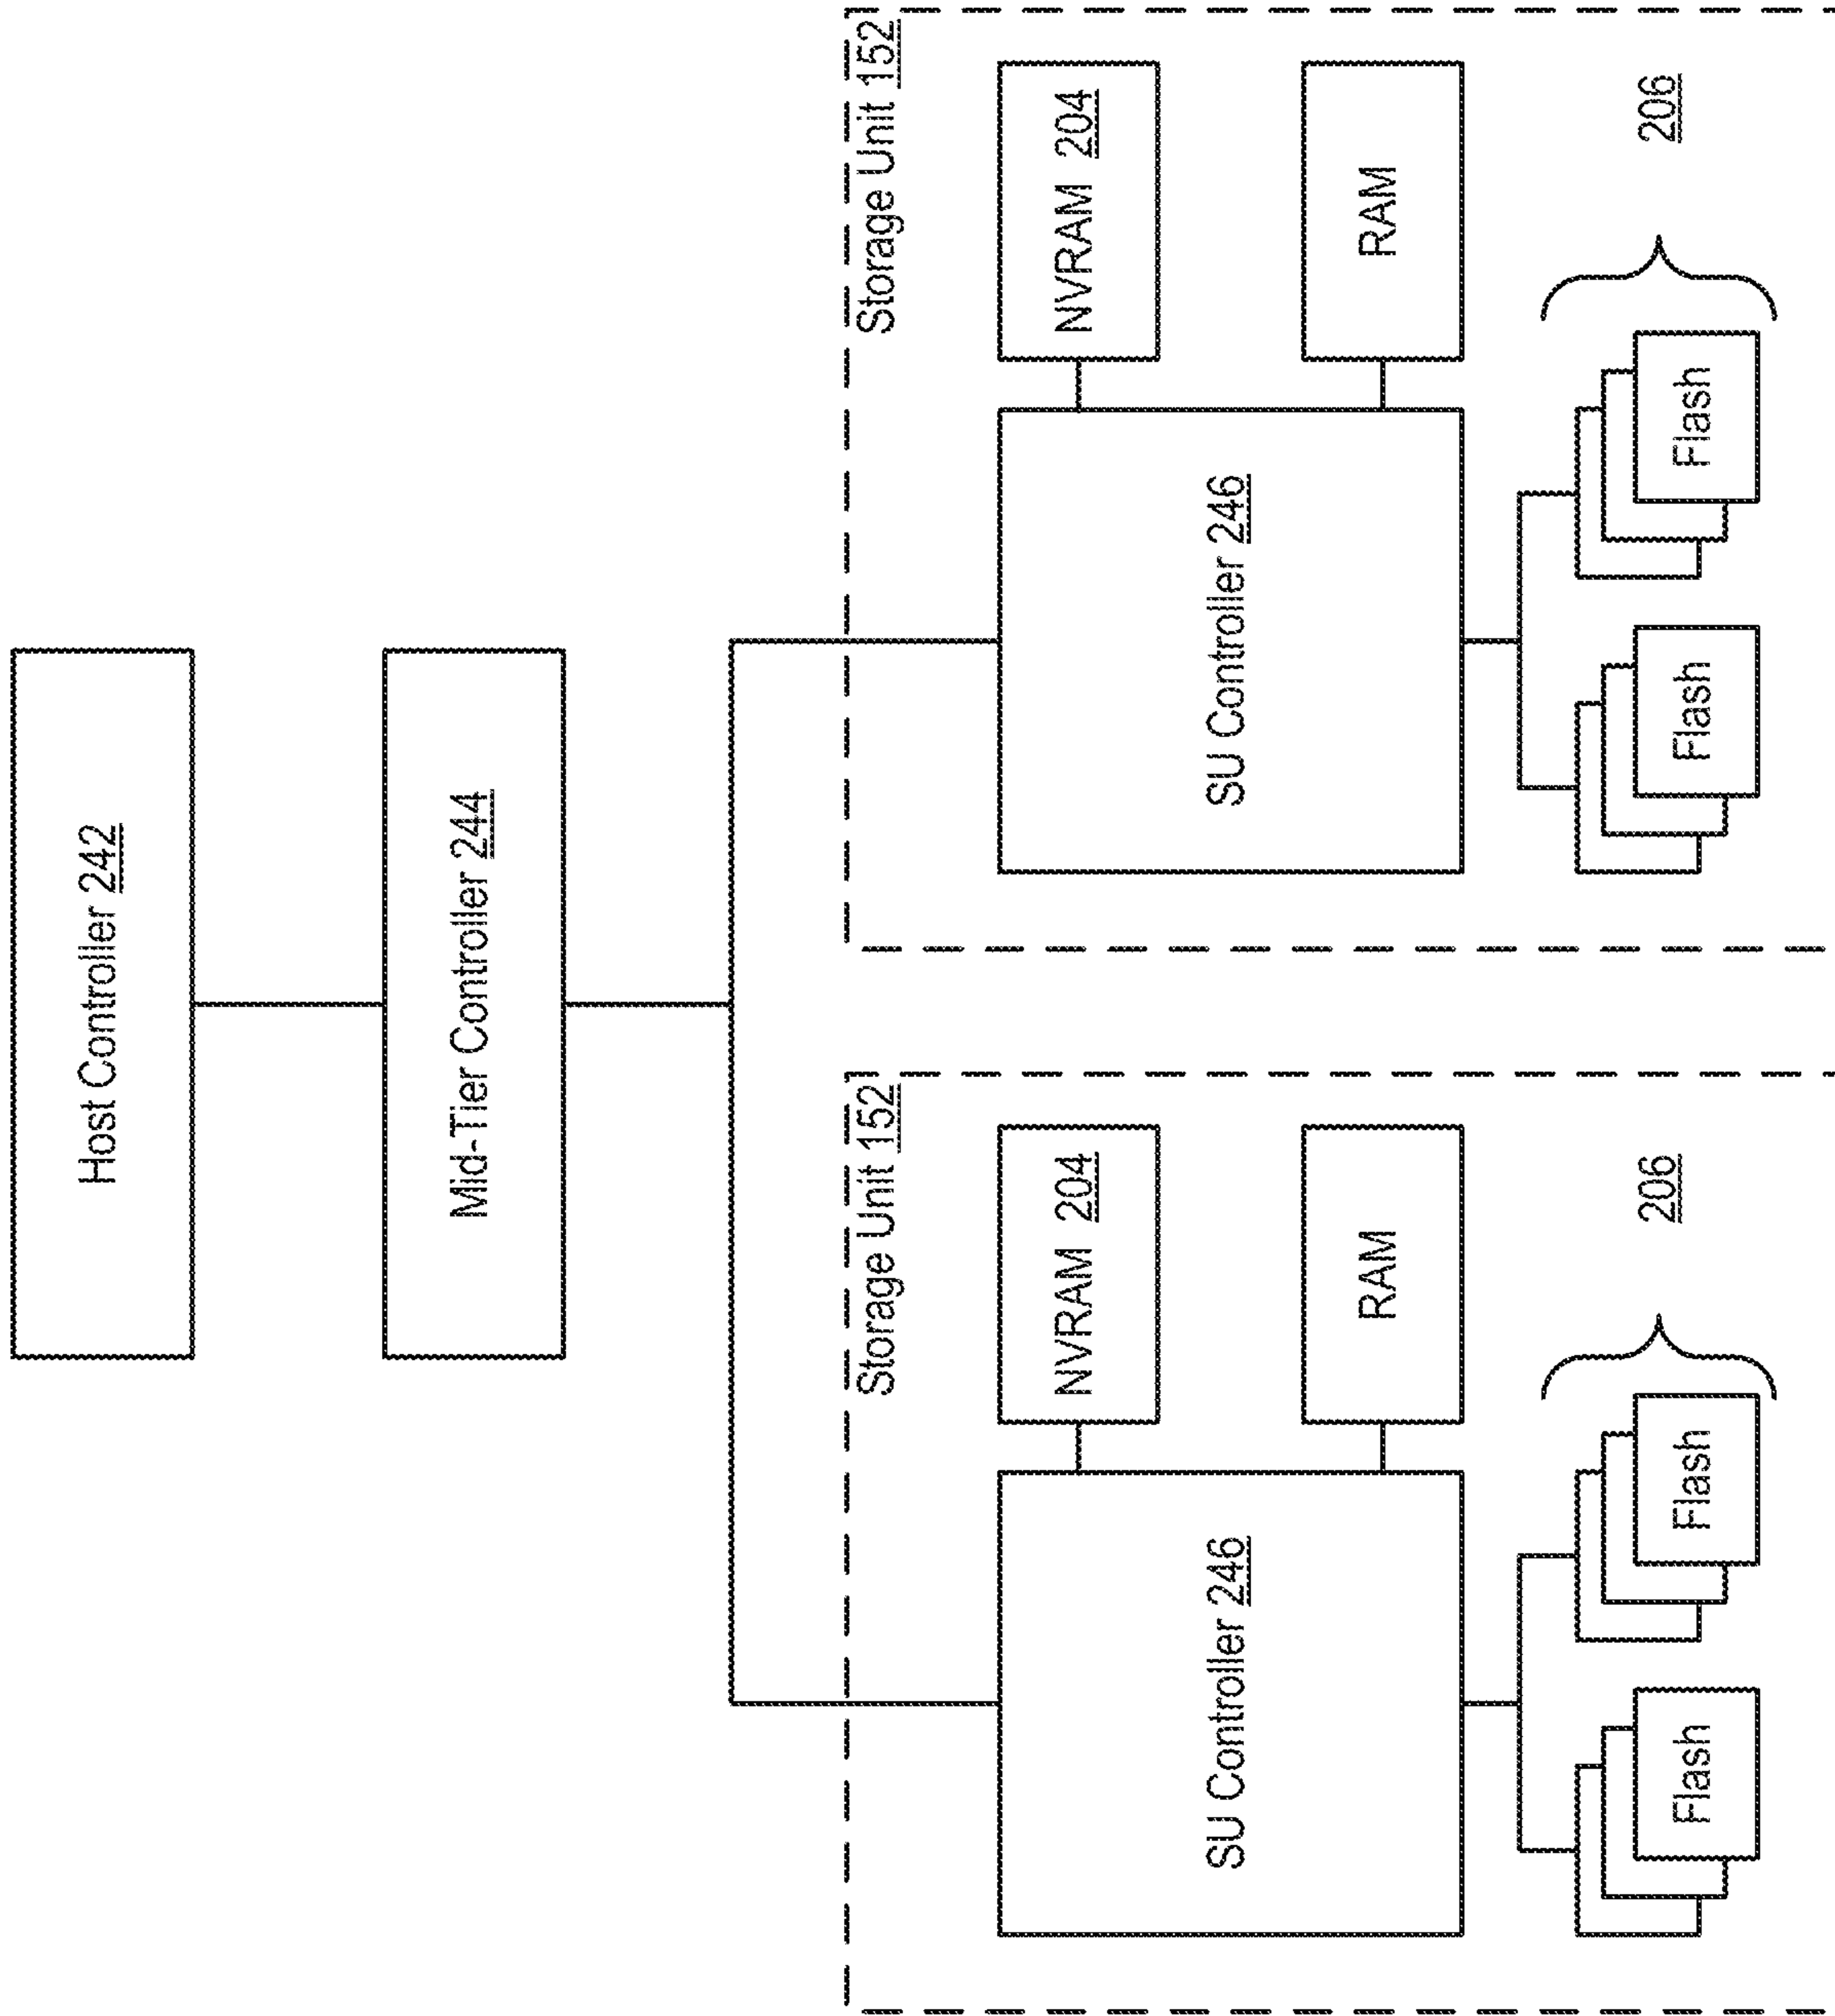 Host Controller 242
Mid-Tier Controller 244
Storage Unit 152
SU Controller 246
NVRAM 204
RAM
Flash
Flash
206
Storage Unit 152
SU Controller 246
NVRAM 204
RAM
Flash
Flash
206